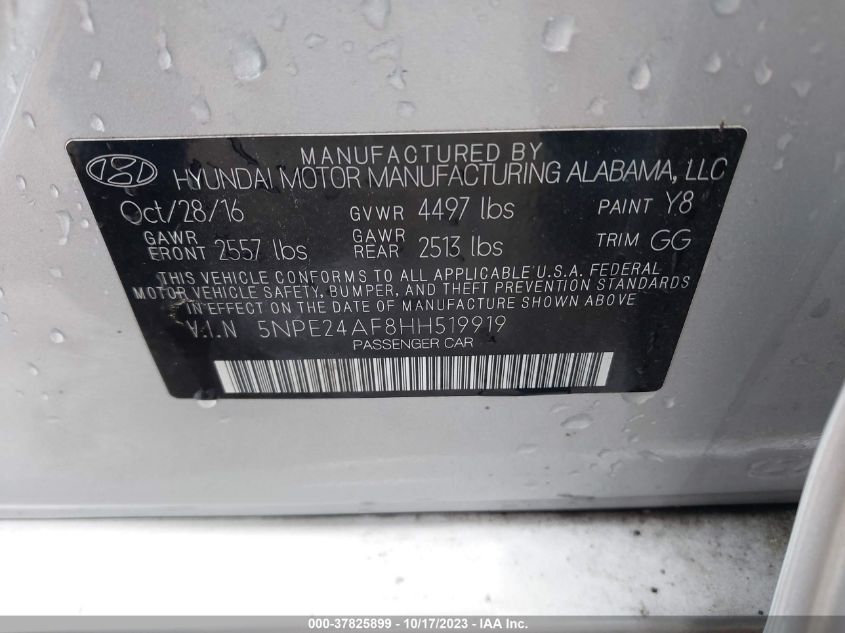 MANUFACTURED BY
HYUNDAI MOTOR MANUFACTURING ALABAMA, LLC
Oct/28/16 GVWR 4497 lbs PAINT Y8
GAWR FRONT 2557 lbs GAWR REAR 2513 lbs TRIM GG
THIS VEHICLE CONFORMS TO ALL APPLICABLE U.S.A. FEDERAL
MOTOR VEHICLE SAFETY, BUMPER, AND THEFT PREVENTION STANDARDS
IN EFFECT ON THE DATE OF MANUFACTURE SHOWN ABOVE
V.I.N 5NPE24AF8HH519919
PASSENGER CAR
000-37825899 - 10/17/2023 - IAA Inc.